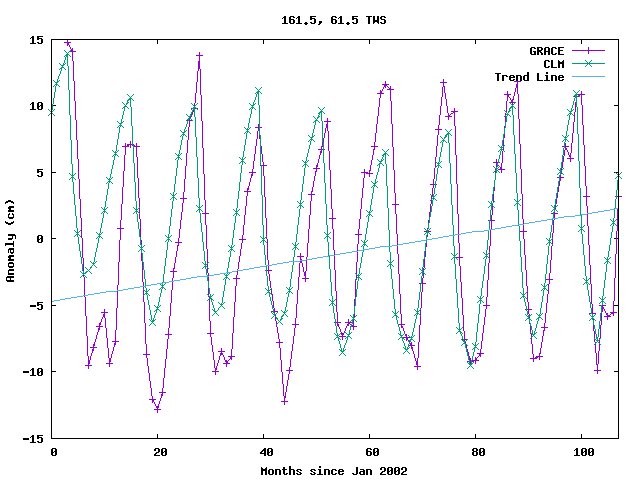 161.5, 61.5 TWS
GRACE
CLM
Trend Line
15
10
5
0
-5
-10
-15
Anomaly (cm)
0 20 40 60 80 100
Months since Jan 2002